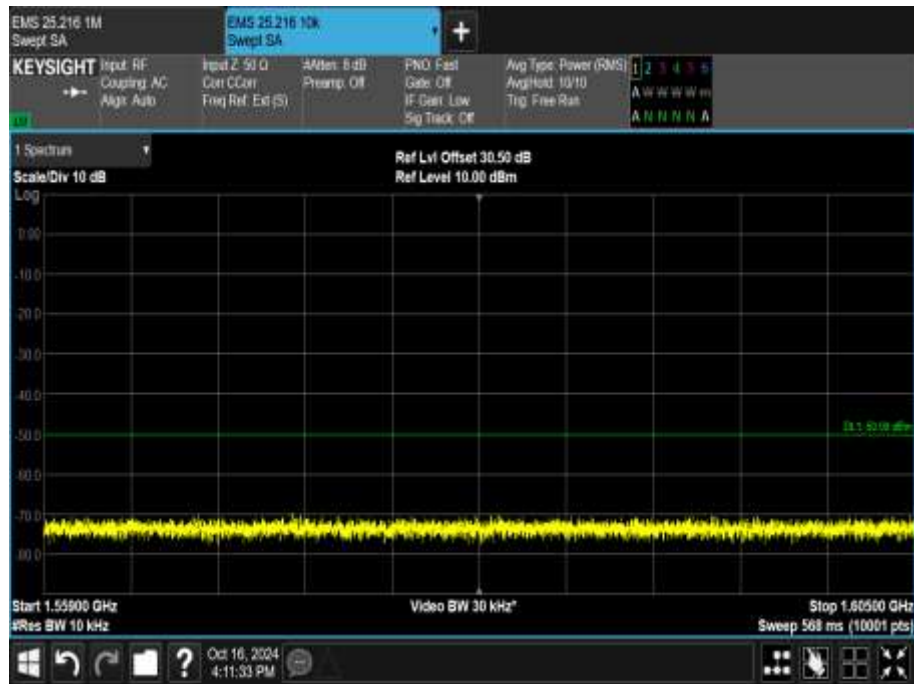 EMS 25.216 1M
Swept SA
EMS 25.216 10k
Swept SA
+
KEYSIGHT
Input: RF
Coupling: AC
Align: Auto
Input Z: 50 Ω
Corr CCorr
Freq Ref: Ext (S)
#Atten: 8 dB
Preamp: Off
PNO: Fast
Gate: Off
IF Gain: Low
Sig Track: Off
Avg Type: Power (RMS)
Avg|Hold: 10/10
Trig: Free Run
1 2 3 4 5 6
A W W W W
A N N N N A
1 Spectrum
Scale/Div 10 dB
Ref Lvl Offset 30.50 dB
Ref Level 10.00 dBm
Log
0.00
-10.0
-20.0
-30.0
-40.0
-50.0
-60.0
-70.0
-80.0
Start 1.55900 GHz
Video BW 30 kHz*
Stop 1.60500 GHz
#Res BW 10 kHz
Sweep 568 ms (10001 pts)
?
Oct 16, 2024
4:11:33 PM